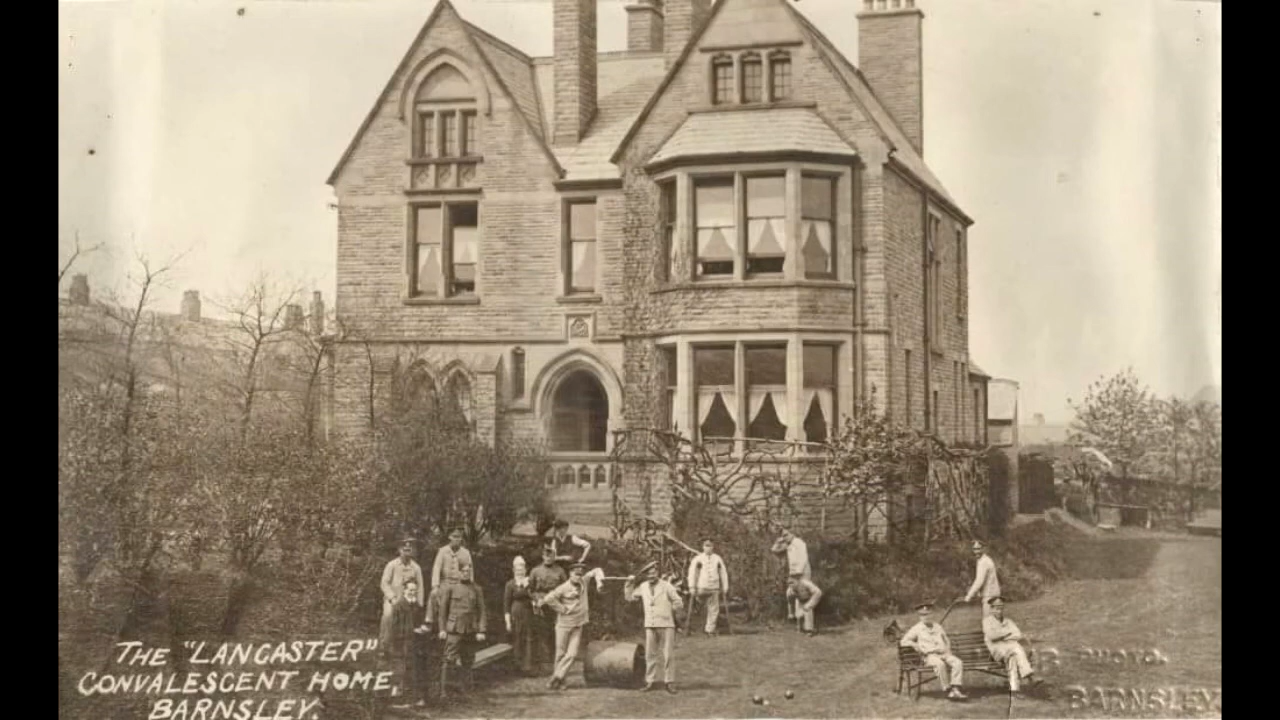 THE "LANCASTER"
CONVALESCENT HOME,
BARNSLEY.
PHOTO.
BARNSLEY